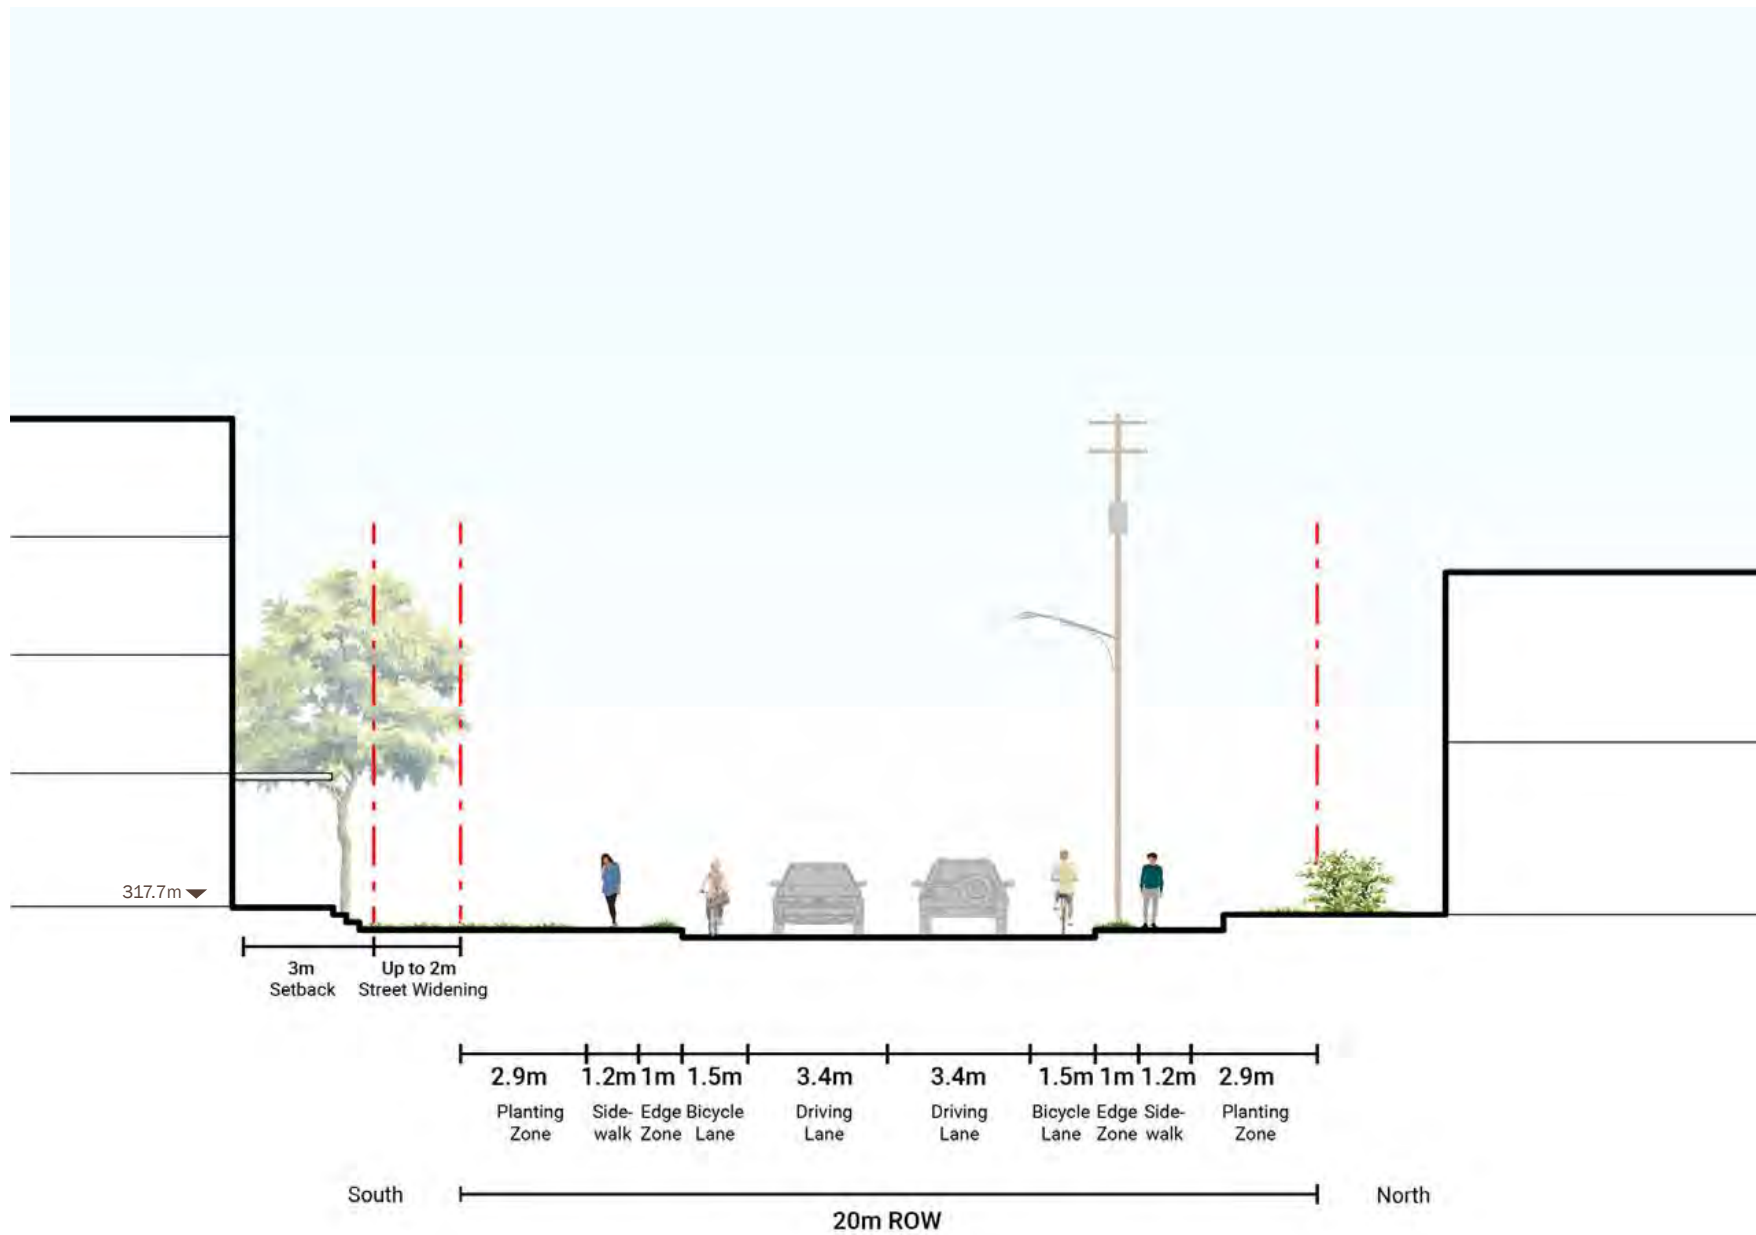 317.7m
3m
Setback
Up to 2m
Street Widening
2.9m 1.2m 1m 1.5m 3.4m 3.4m 1.5m 1m 1.2m 2.9m
Planting Side- Edge Bicycle Driving Driving Bicycle Edge Side- Planting
Zone walk Zone Lane Lane Lane Lane Zone walk Zone
South North
20m ROW